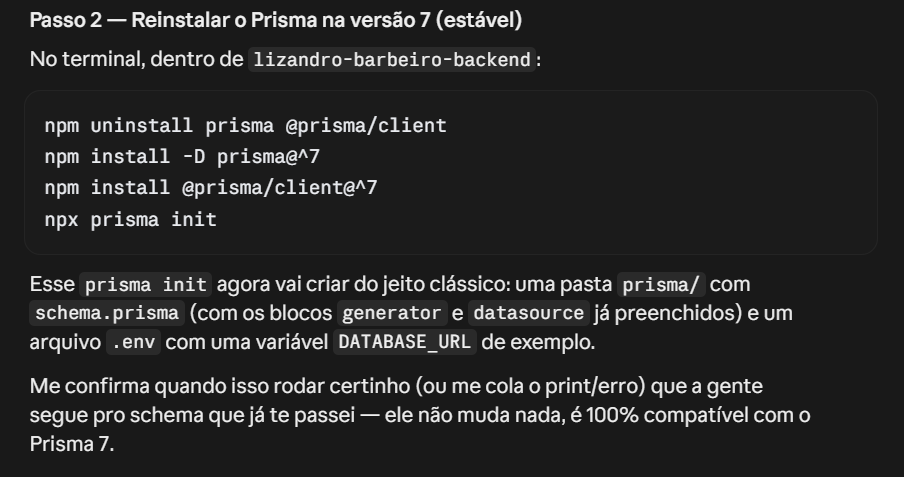 Passo 2 — Reinstalar o Prisma na versão 7 (estável)
No terminal, dentro de lizandro-barbeiro-backend:
npm uninstall prisma @prisma/client
npm install -D prisma@^7
npm install @prisma/client@^7
npx prisma init
Esse prisma init agora vai criar do jeito clássico: uma pasta prisma/ com
schema.prisma (com os blocos generator e datasource já preenchidos) e um
arquivo .env com uma variável DATABASE_URL de exemplo.
Me confirma quando isso rodar certinho (ou me cola o print/erro) que a gente
segue pro schema que já te passei — ele não muda nada, é 100% compatível com o
Prisma 7.